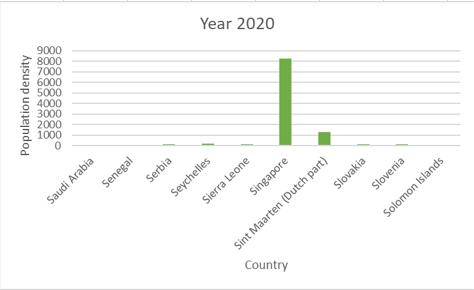 Year 2020
Population density
9000
8000
7000
6000
5000
4000
3000
2000
1000
0
Saudi Arabia
Senegal
Serbia
Seychelles
Sierra Leone
Singapore
Sint Maarten (Dutch part)
Slovakia
Slovenia
Solomon Islands
Country